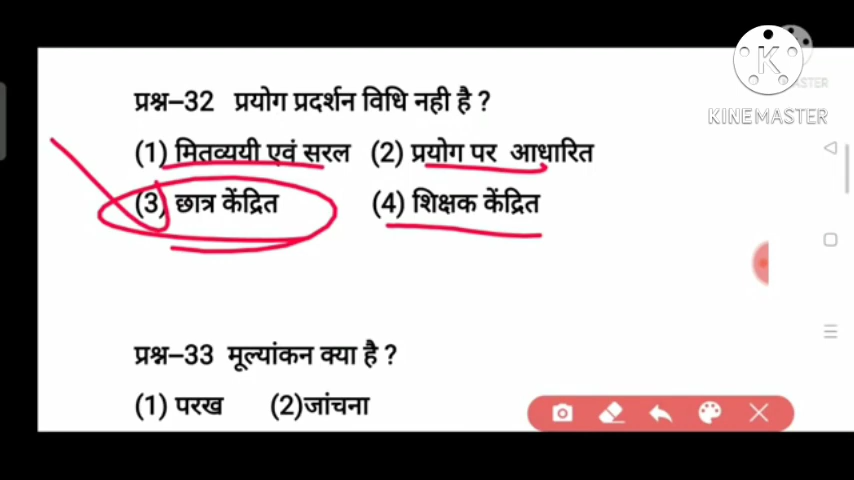 KINEMASTER
प्रश्न–32 प्रयोग प्रदर्शन विधि नही है ?
(1) मितव्ययी एवं सरल (2) प्रयोग पर आधारित
(3) छात्र केंद्रित (4) शिक्षक केंद्रित
प्रश्न–33 मूल्यांकन क्या है ?
(1) परख (2)जांचना